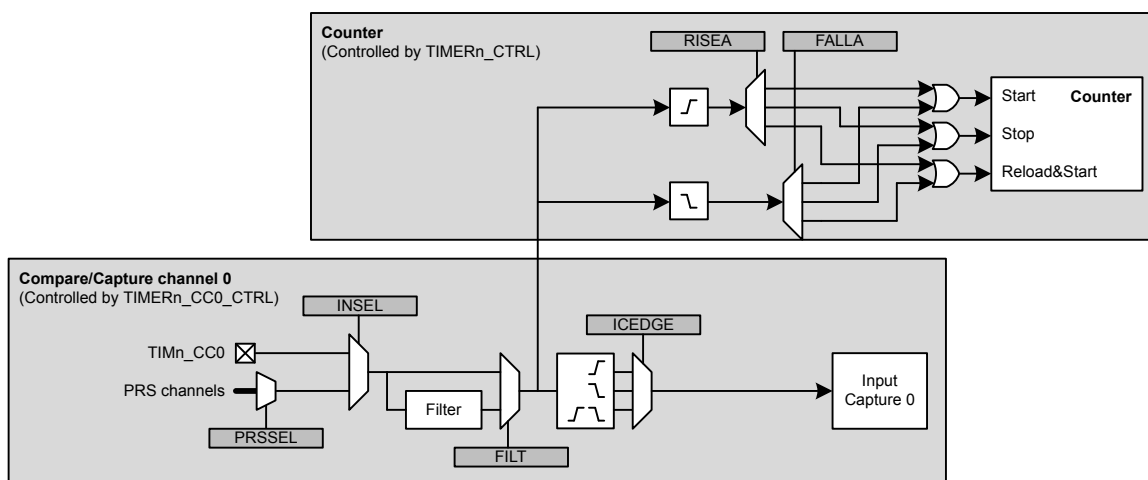 Counter
(Controlled by TIMERn_CTRL)
RISEA
FALLA
Start
Counter
Stop
Reload&Start
Compare/Capture channel 0
(Controlled by TIMERn_CC0_CTRL)
INSEL
ICEDGE
TIMn_CC0
PRS channels
Filter
Input
Capture 0
PRSSEL
FILT